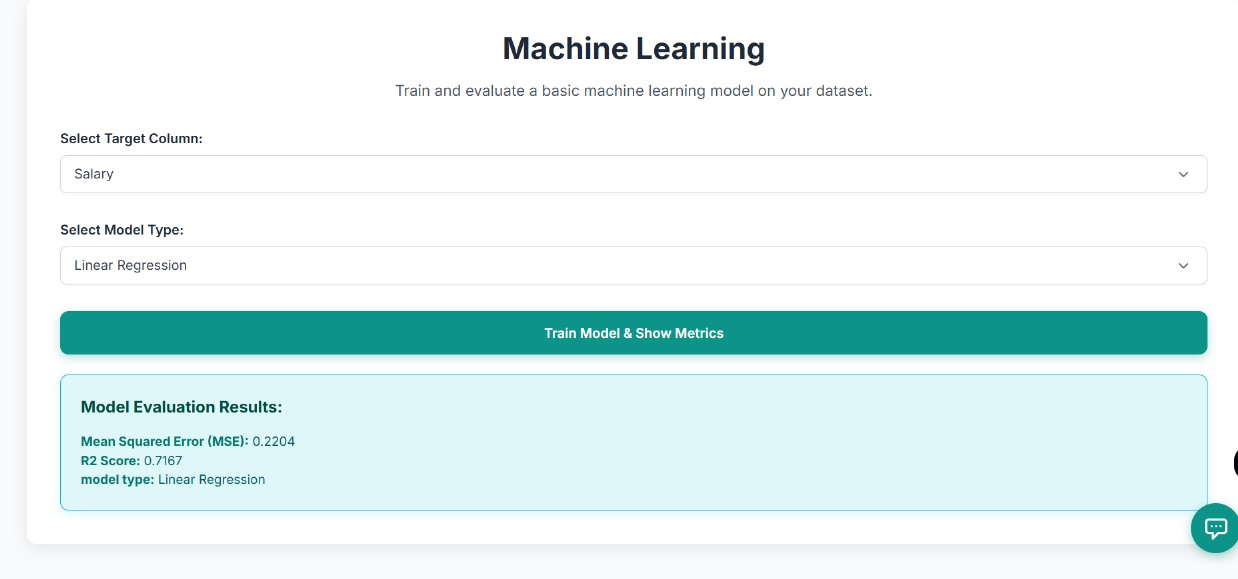 Machine Learning
Train and evaluate a basic machine learning model on your dataset.
Select Target Column:
Salary
Select Model Type:
Linear Regression
Train Model & Show Metrics
Model Evaluation Results:
Mean Squared Error (MSE): 0.2204
R2 Score: 0.7167
model type: Linear Regression